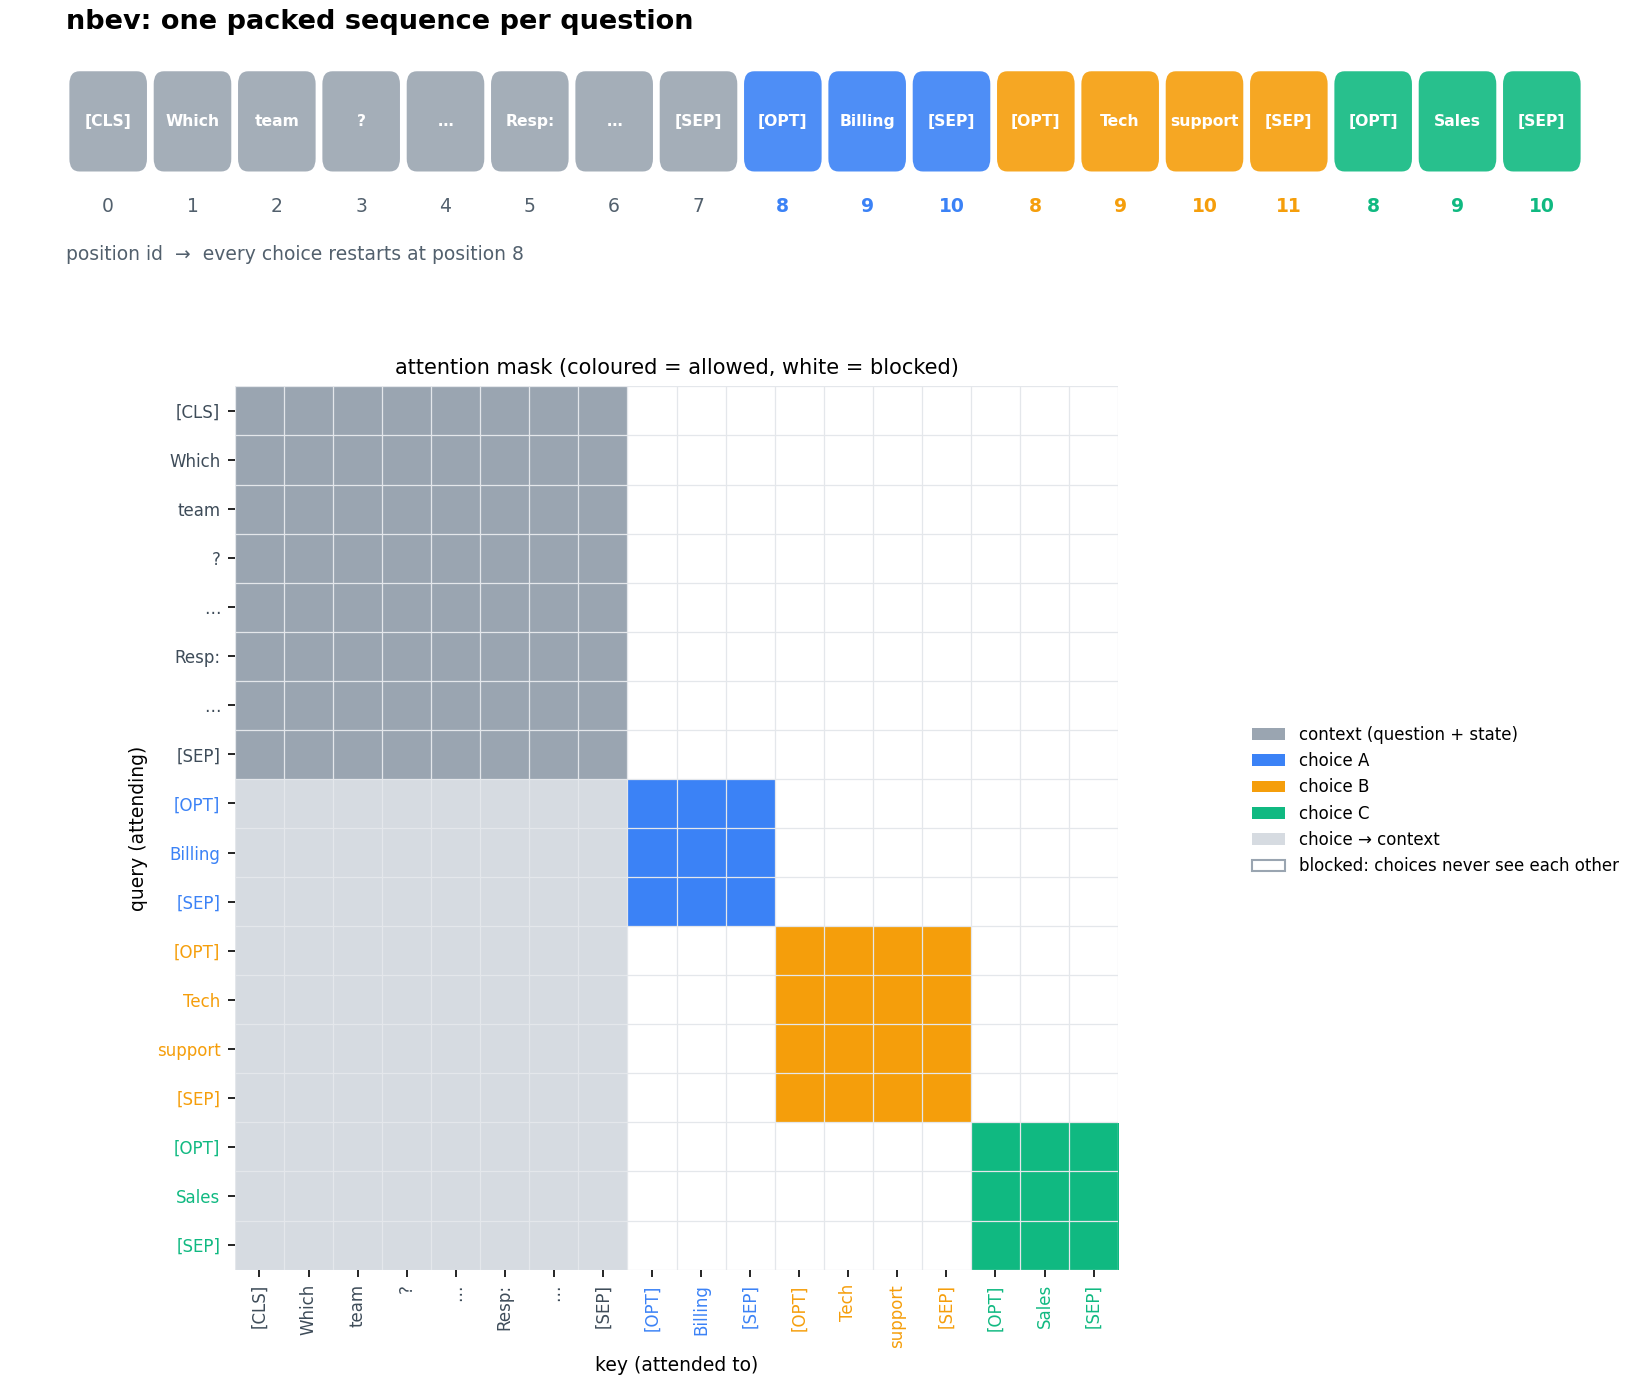 nbev: one packed sequence per question
[CLS] Which team ? ... Resp: ... [SEP] [OPT] Billing [SEP] [OPT] Tech support [SEP] [OPT] Sales [SEP]
0 1 2 3 4 5 6 7 8 9 10 8 9 10 11 8 9 10
position id → every choice restarts at position 8
attention mask (coloured = allowed, white = blocked)
query (attending)
[CLS]
Which
team
?
...
Resp:
...
[SEP]
[OPT]
Billing
[SEP]
[OPT]
Tech
support
[SEP]
[OPT]
Sales
[SEP]
[CLS] Which team ? ... Resp: ... [SEP] [OPT] Billing [SEP] [OPT] Tech support [SEP] [OPT] Sales [SEP]
key (attended to)
context (question + state)
choice A
choice B
choice C
choice → context
blocked: choices never see each other